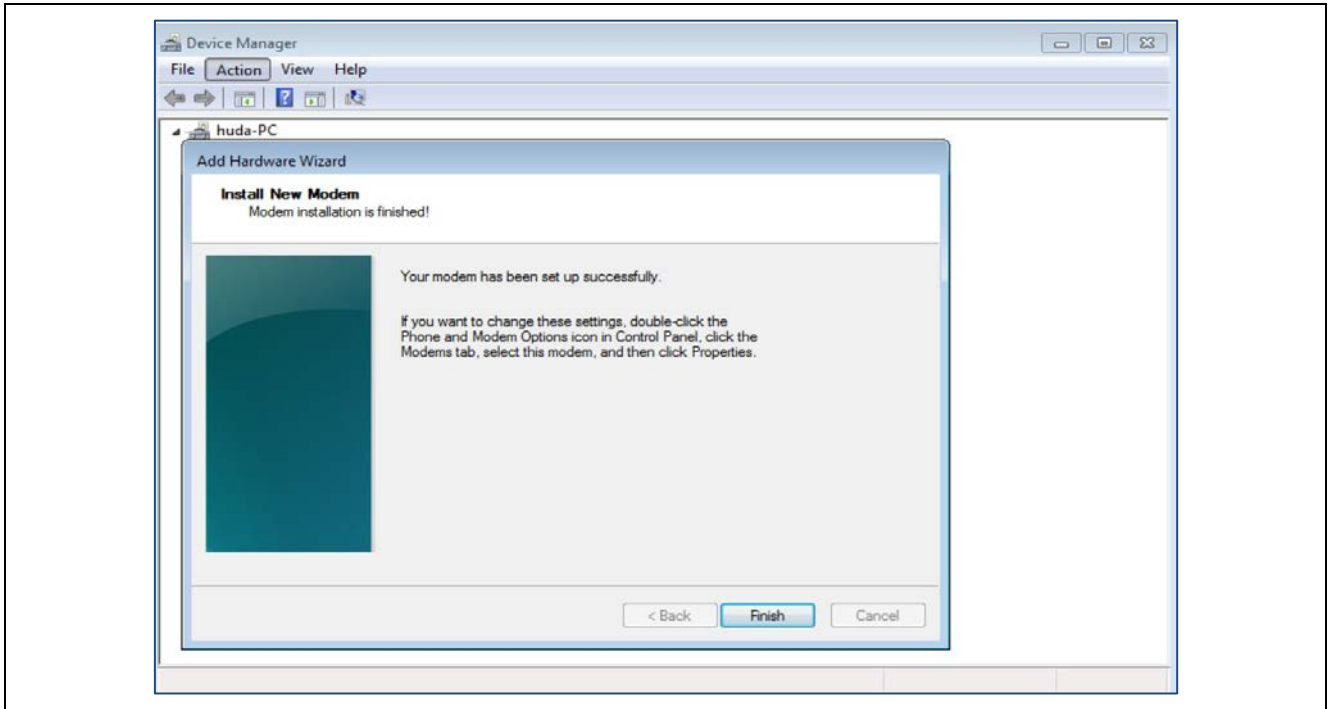 Device Manager
File Action View Help
huda-PC
Add Hardware Wizard
Install New Modem
Modem installation is finished!
Your modem has been set up successfully.
If you want to change these settings, double-click the
Phone and Modem Options icon in Control Panel, click the
Modems tab, select this modem, and then click Properties.
< Back Finish Cancel